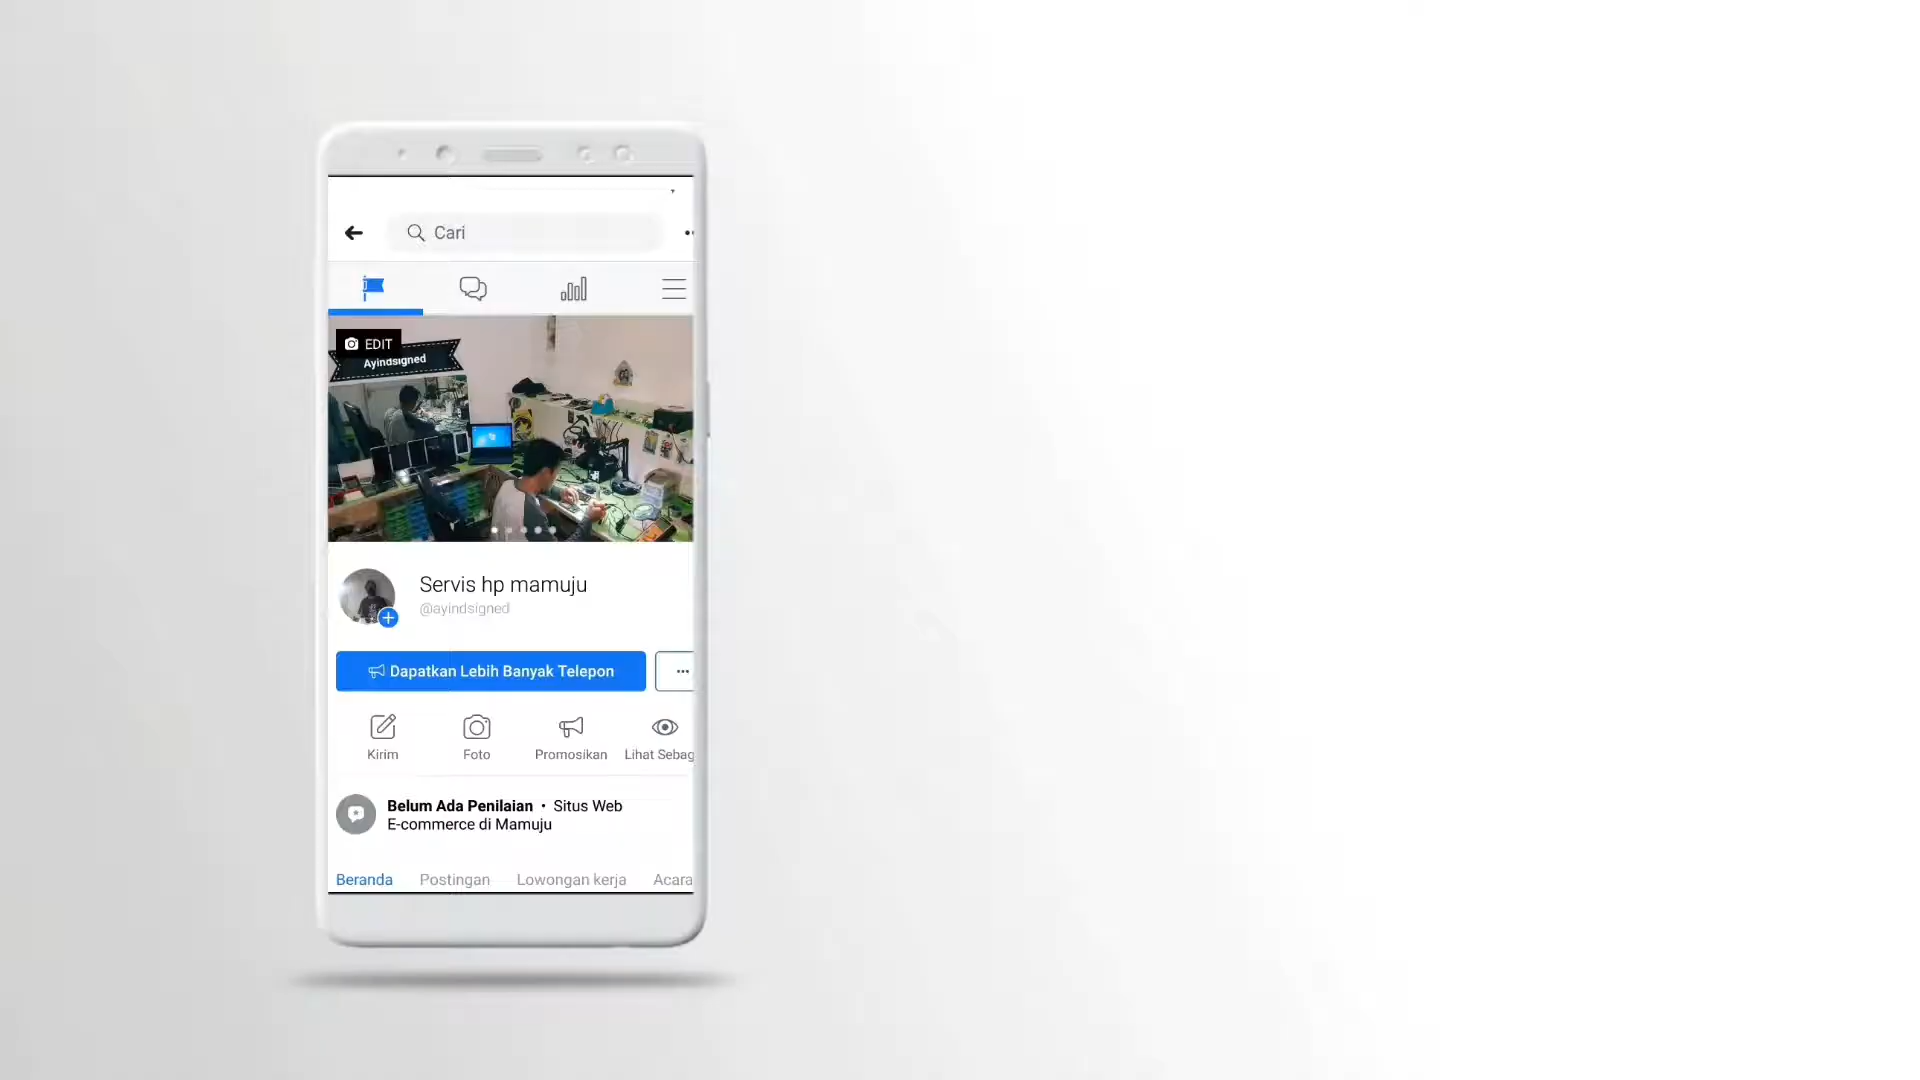 Cari
EDIT
Ayindsigned
Servis hp mamuju
@ayindsigned
Dapatkan Lebih Banyak Telepon
Kirim
Foto
Promosikan
Lihat Sebag
Belum Ada Penilaian • Situs Web
E-commerce di Mamuju
Beranda
Postingan
Lowongan kerja
Acara